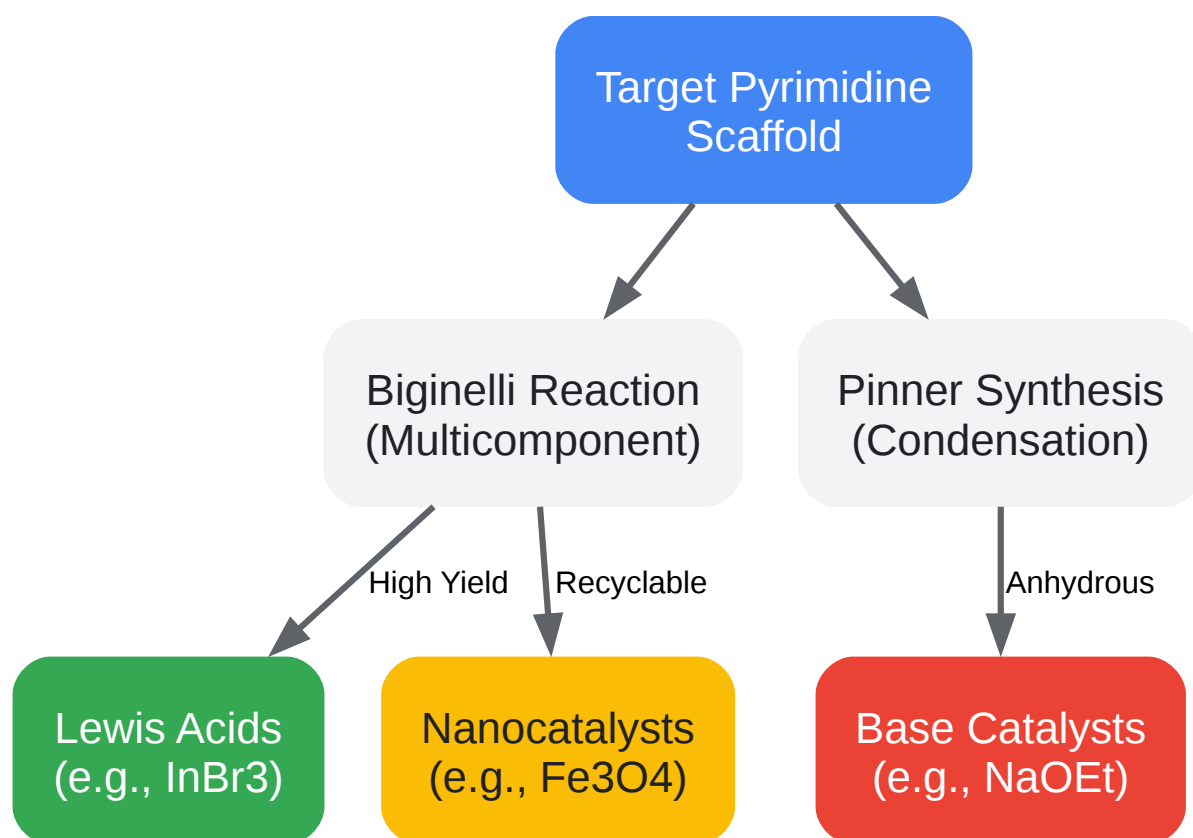 Target Pyrimidine
Scaffold
Biginelli Reaction
(Multicomponent)
Pinner Synthesis
(Condensation)
High Yield
Recyclable
Anhydrous
Lewis Acids
(e.g., InBr3)
Nanocatalysts
(e.g., Fe3O4)
Base Catalysts
(e.g., NaOEt)